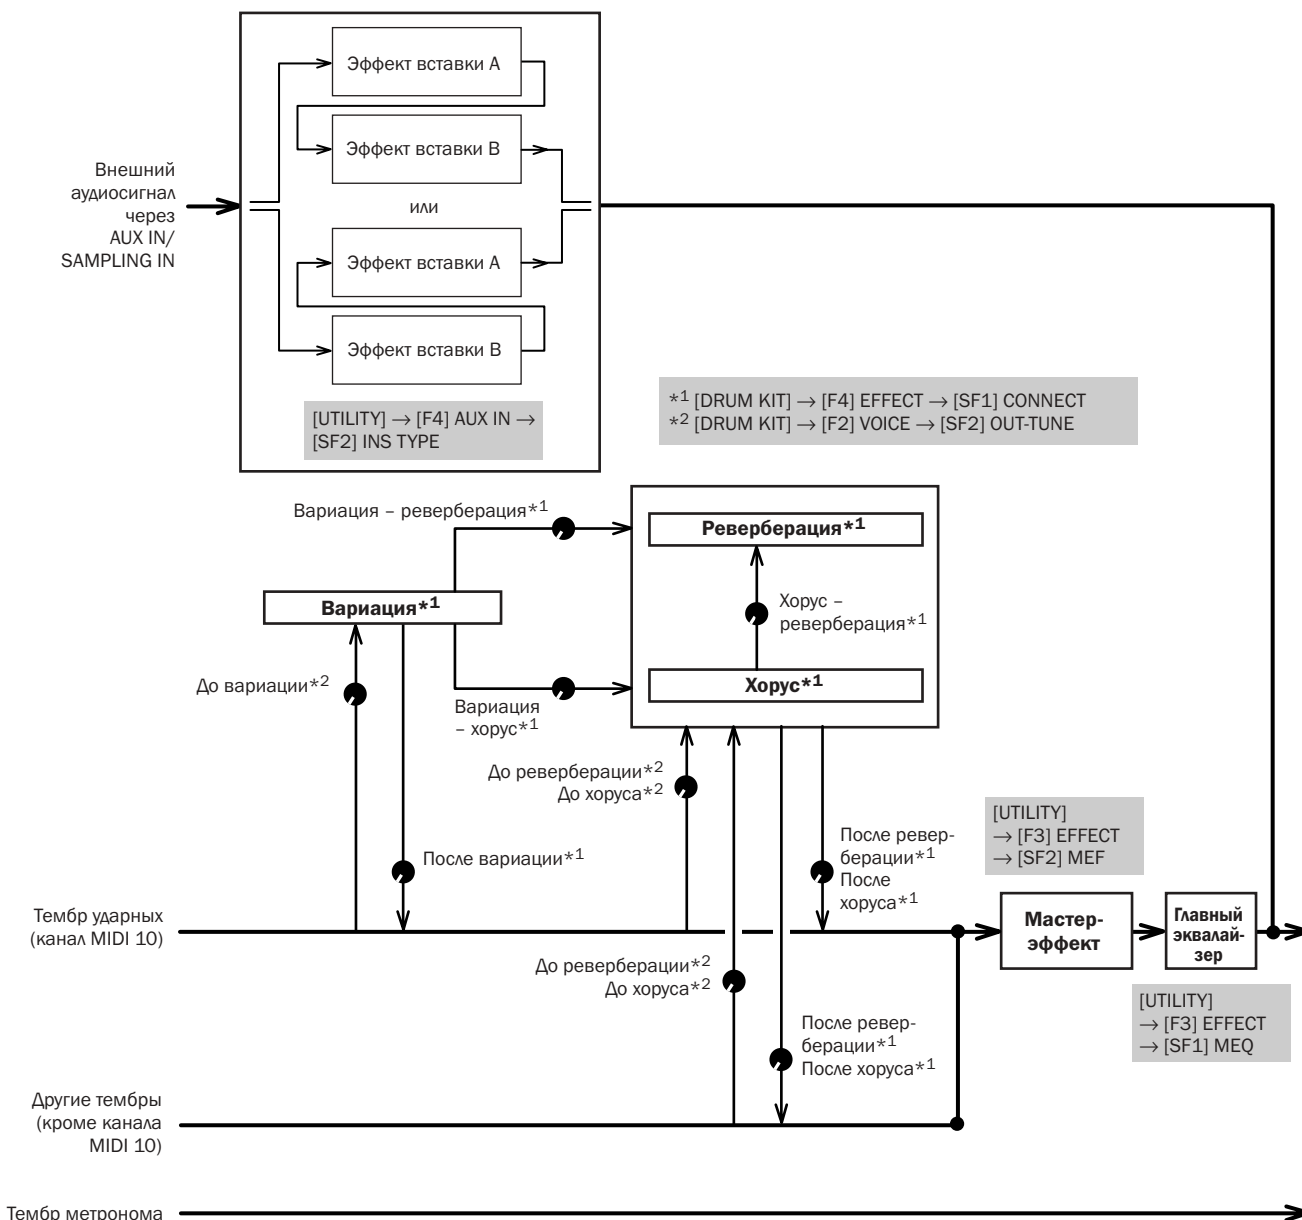 Эффект вставки A
Эффект вставки B
Внешний
аудиосигнал
через
AUX IN/
SAMPLING IN
или
Эффект вставки A
Эффект вставки B
[UTILITY] → [F4] AUX IN →
[SF2] INS TYPE
*1 [DRUM KIT] → [F4] EFFECT → [SF1] CONNECT
*2 [DRUM KIT] → [F2] VOICE → [SF2] OUT-TUNE
Вариация – реверберация*1
Реверберация*1
Вариация*1
Хорус –
реверберация*1
До вариации*2
Хорус*1
Вариация
– хорус*1
До реверберации*2
До хоруса*2
После вариации*1
После ревер-
берации*1
После
хоруса*1
[UTILITY]
→ [F3] EFFECT
→ [SF2] MEF
Тембр ударных
(канал MIDI 10)
Мастер-
эффект
Главный
эквалай-
зер
До реверберации*2
До хоруса*2
[UTILITY]
→ [F3] EFFECT
→ [SF1] MEQ
После ревер-
берации*1
После хоруса*1
Другие тембры
(кроме канала
MIDI 10)
Тембр метронома